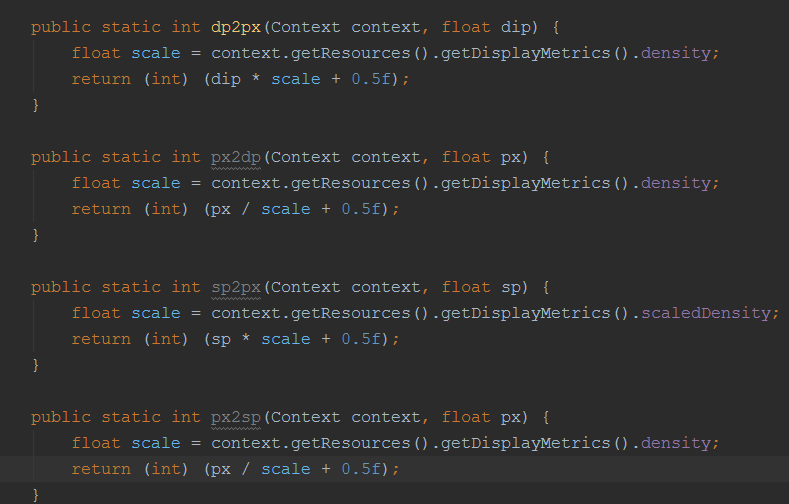 public static int dp2px(Context context, float dip) {
    float scale = context.getResources().getDisplayMetrics().density;
    return (int) (dip * scale + 0.5f);
}

public static int px2dp(Context context, float px) {
    float scale = context.getResources().getDisplayMetrics().density;
    return (int) (px / scale + 0.5f);
}

public static int sp2px(Context context, float sp) {
    float scale = context.getResources().getDisplayMetrics().scaledDensity;
    return (int) (sp * scale + 0.5f);
}

public static int px2sp(Context context, float px) {
    float scale = context.getResources().getDisplayMetrics().density;
    return (int) (px / scale + 0.5f);
}